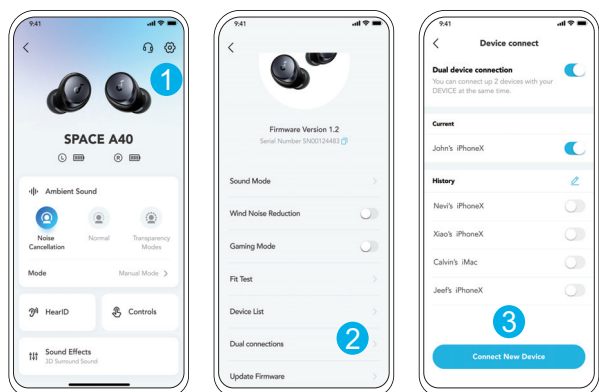 9:41
1
SPACE A40
L
R
Ambient Sound
Noise
Cancellation
Normal
Transparency
Modes
Mode
Manual Mode >
HearID
Controls
Sound Effects
3D Surround Sound
9:41
Firmware Version 1.2
Serial Number SN00124483
Sound Mode
Wind Noise Reduction
Gaming Mode
Fit Test
Device List
Dual connections
2
Update Firmware
9:41
Device connect
Dual device connection
You can connect up 2 devices with your
DEVICE at the same time.
Current
John's iPhoneX
History
Nevi's iPhoneX
Xiao's iPhoneX
Calvin's iMac
Jeef's iPhoneX
3
Connect New Device